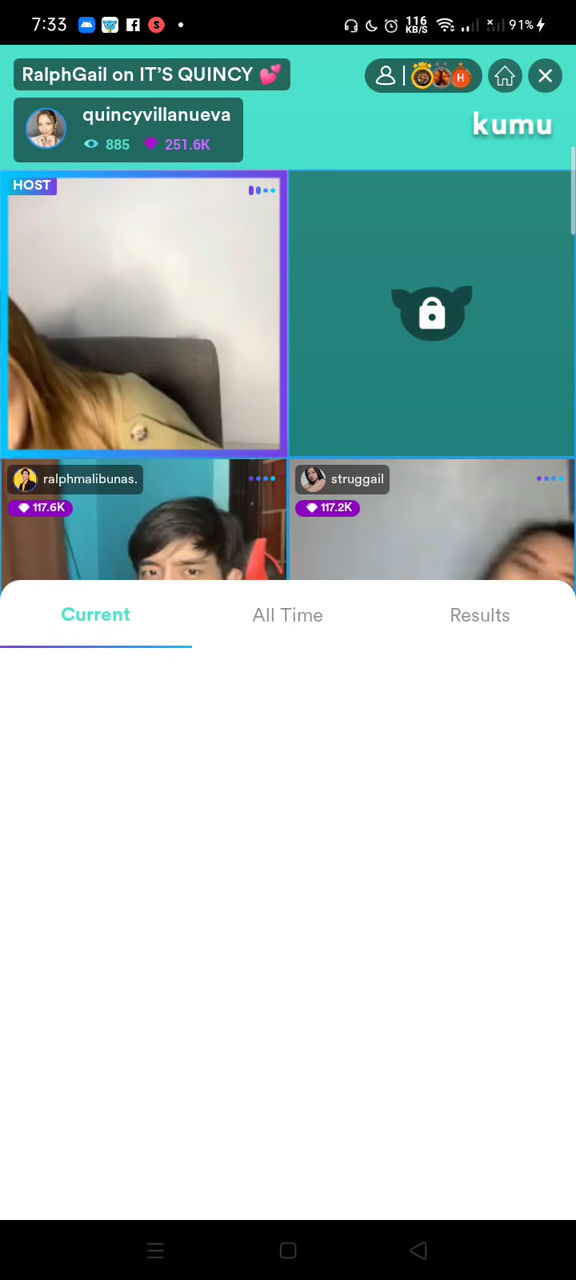 7:33
116 KB/S
91%
RalphGail on IT'S QUINCY 💕
H
quincyvillanueva
885 251.6K
kumu
HOST
ralphmalibunas.
117.6K
struggail
117.2K
Current All Time Results